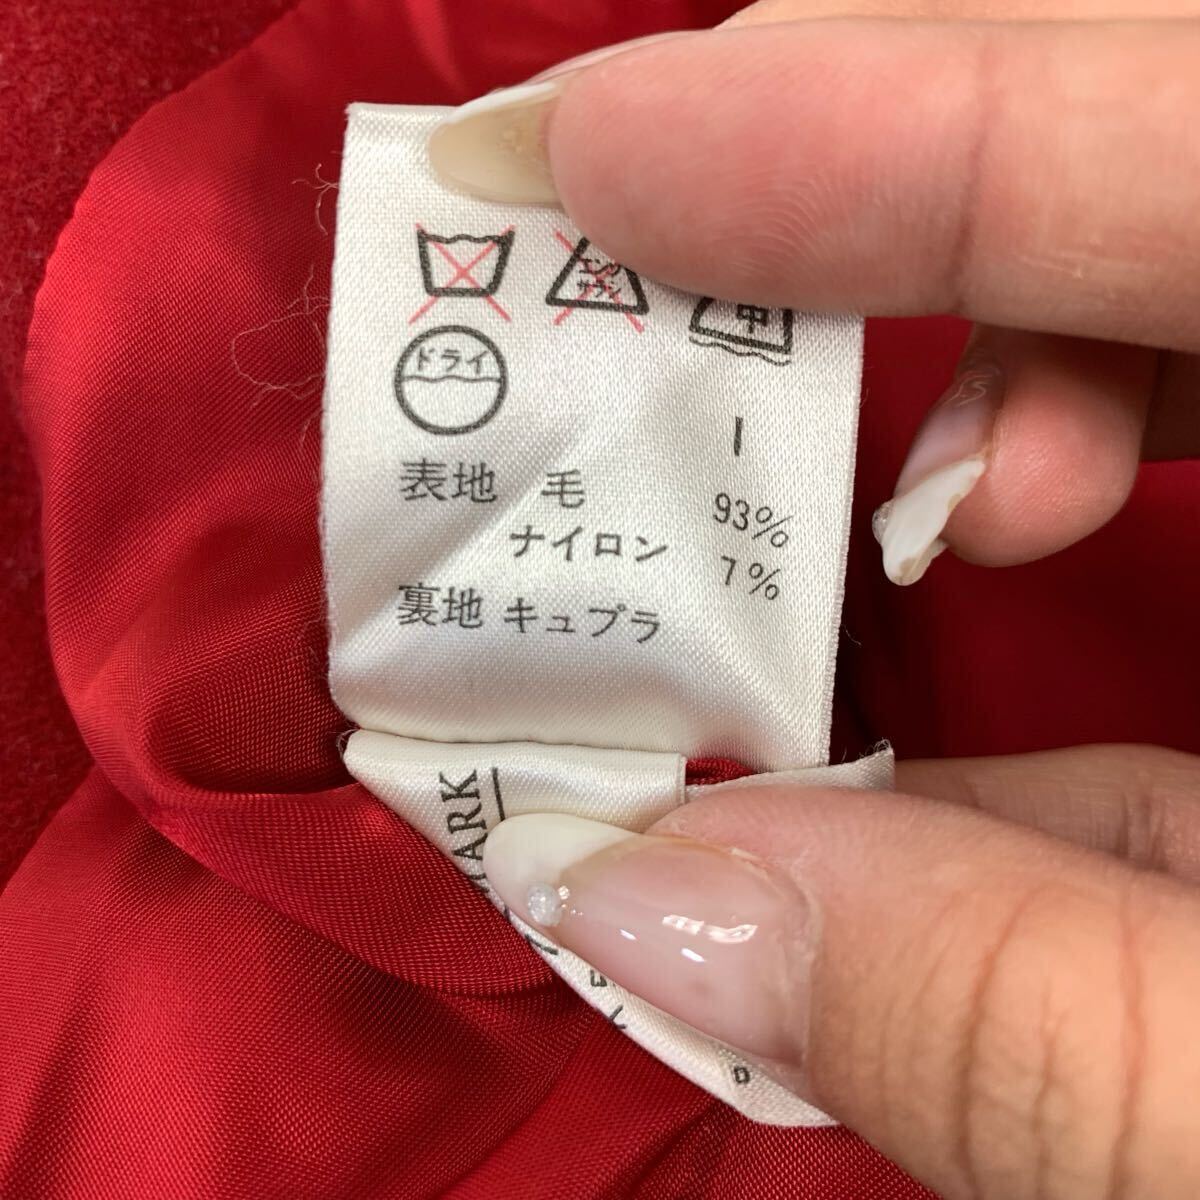 エンソ サラシ 中
ドライ
I
表地 毛 93%
ナイロン 7%
裏地 キュプラ
MARK